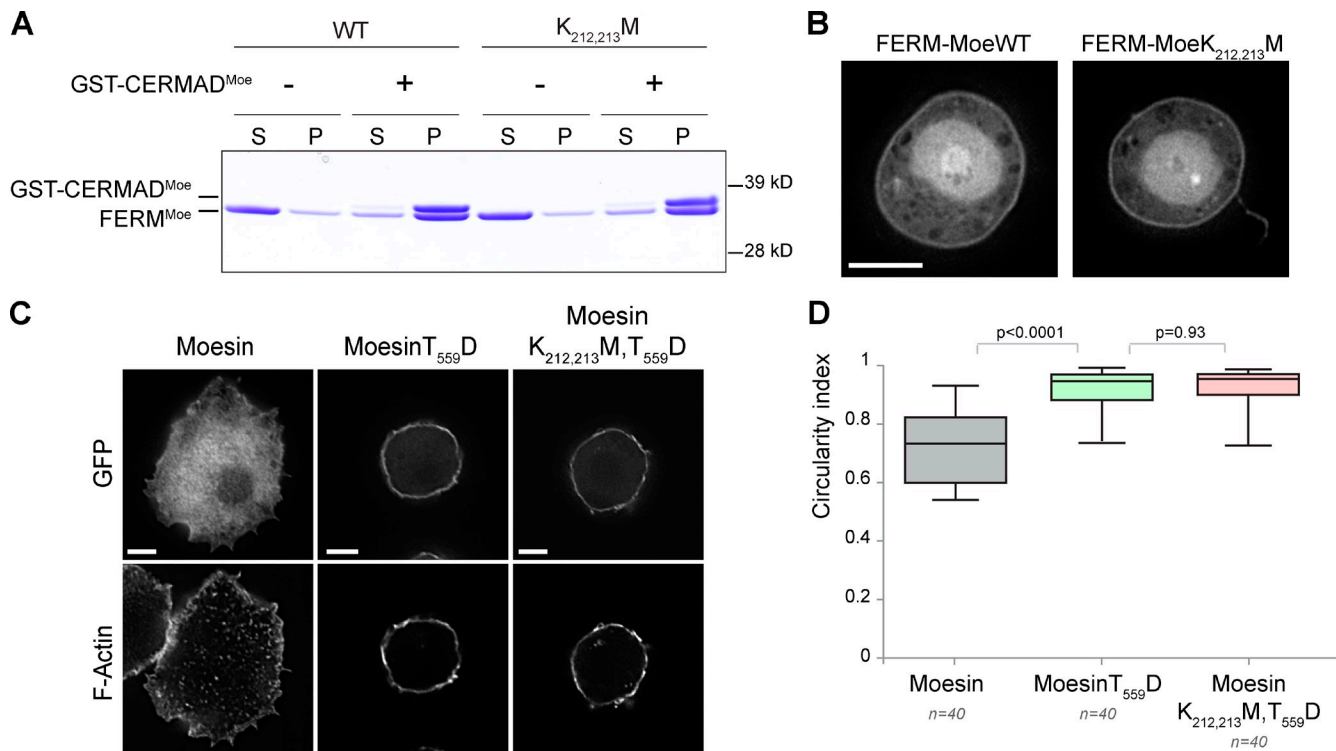 A
WT K₂₁₂,₂₁₃M
GST-CERMADᴹᵒᵉ - + - +
S P S P S P S P
GST-CERMADᴹᵒᵉ
FERMᴹᵒᵉ
39 kD
28 kD
B
FERM-MoeWT FERM-MoeK₂₁₂,₂₁₃M
C
Moesin MoesinT₅₅₉D Moesin
K₂₁₂,₂₁₃M,T₅₅₉D
GFP
F-Actin
D
p<0.0001 p=0.93
Circularity index
1
0.8
0.6
0.4
0.2
0
Moesin MoesinT₅₅₉D Moesin
K₂₁₂,₂₁₃M,T₅₅₉D
n=40 n=40 n=40